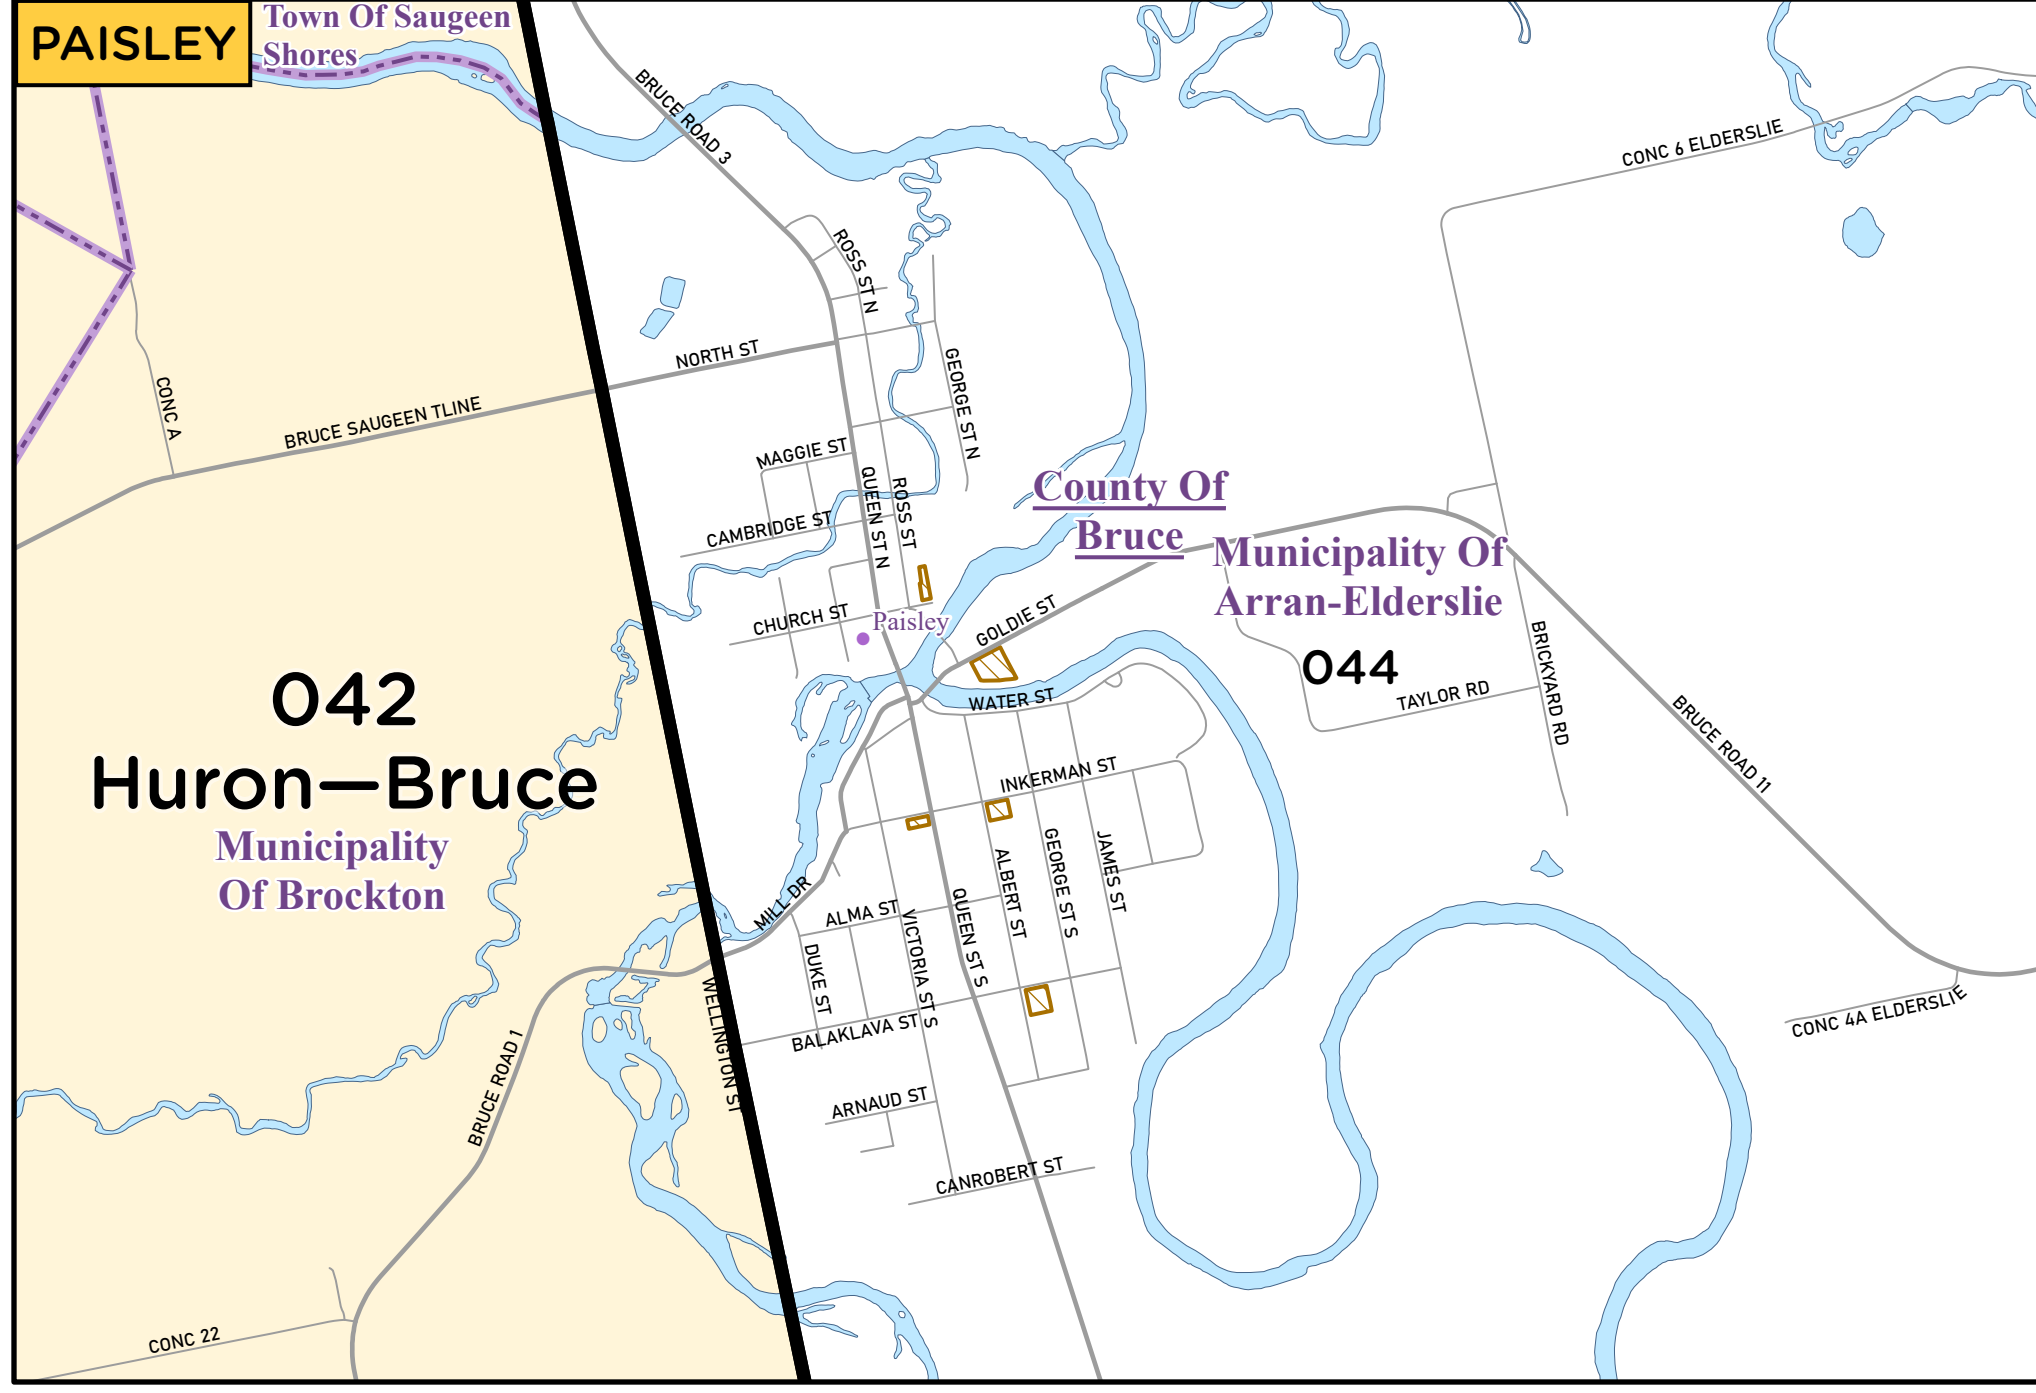 PAISLEY
Town Of Saugeen
Shores
BRUCE ROAD 3
CONC 6 ELDERSLIE
ROSS ST N
NORTH ST
GEORGE ST N
CONC A
BRUCE SAUGEEN TLINE
MAGGIE ST
QUEEN ST N
ROSS ST
CAMBRIDGE ST
County Of
Bruce
Municipality Of
Arran-Elderslie
044
CHURCH ST
Paisley
GOLDIE ST
BRICKYARD RD
TAYLOR RD
WATER ST
BRUCE ROAD 11
042
Huron—Bruce
Municipality
Of Brockton
INKERMAN ST
MILL DR
ALMA ST
VICTORIA ST S
QUEEN ST S
ALBERT ST
GEORGE ST S
JAMES ST
DUKE ST
WELLINGTON ST
BALAKLAVA ST
CONC 4A ELDERSLIE
BRUCE ROAD 1
ARNAUD ST
CANROBERT ST
CONC 22